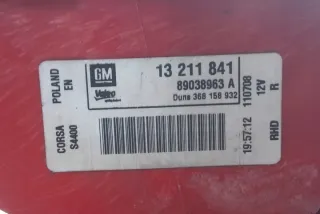 POLAND
EN
CORSA
S4400
GM
Valeo
13 211 841
89038963 A
Duns 368 158 932
110708
19:57:12
12V
R
RHD